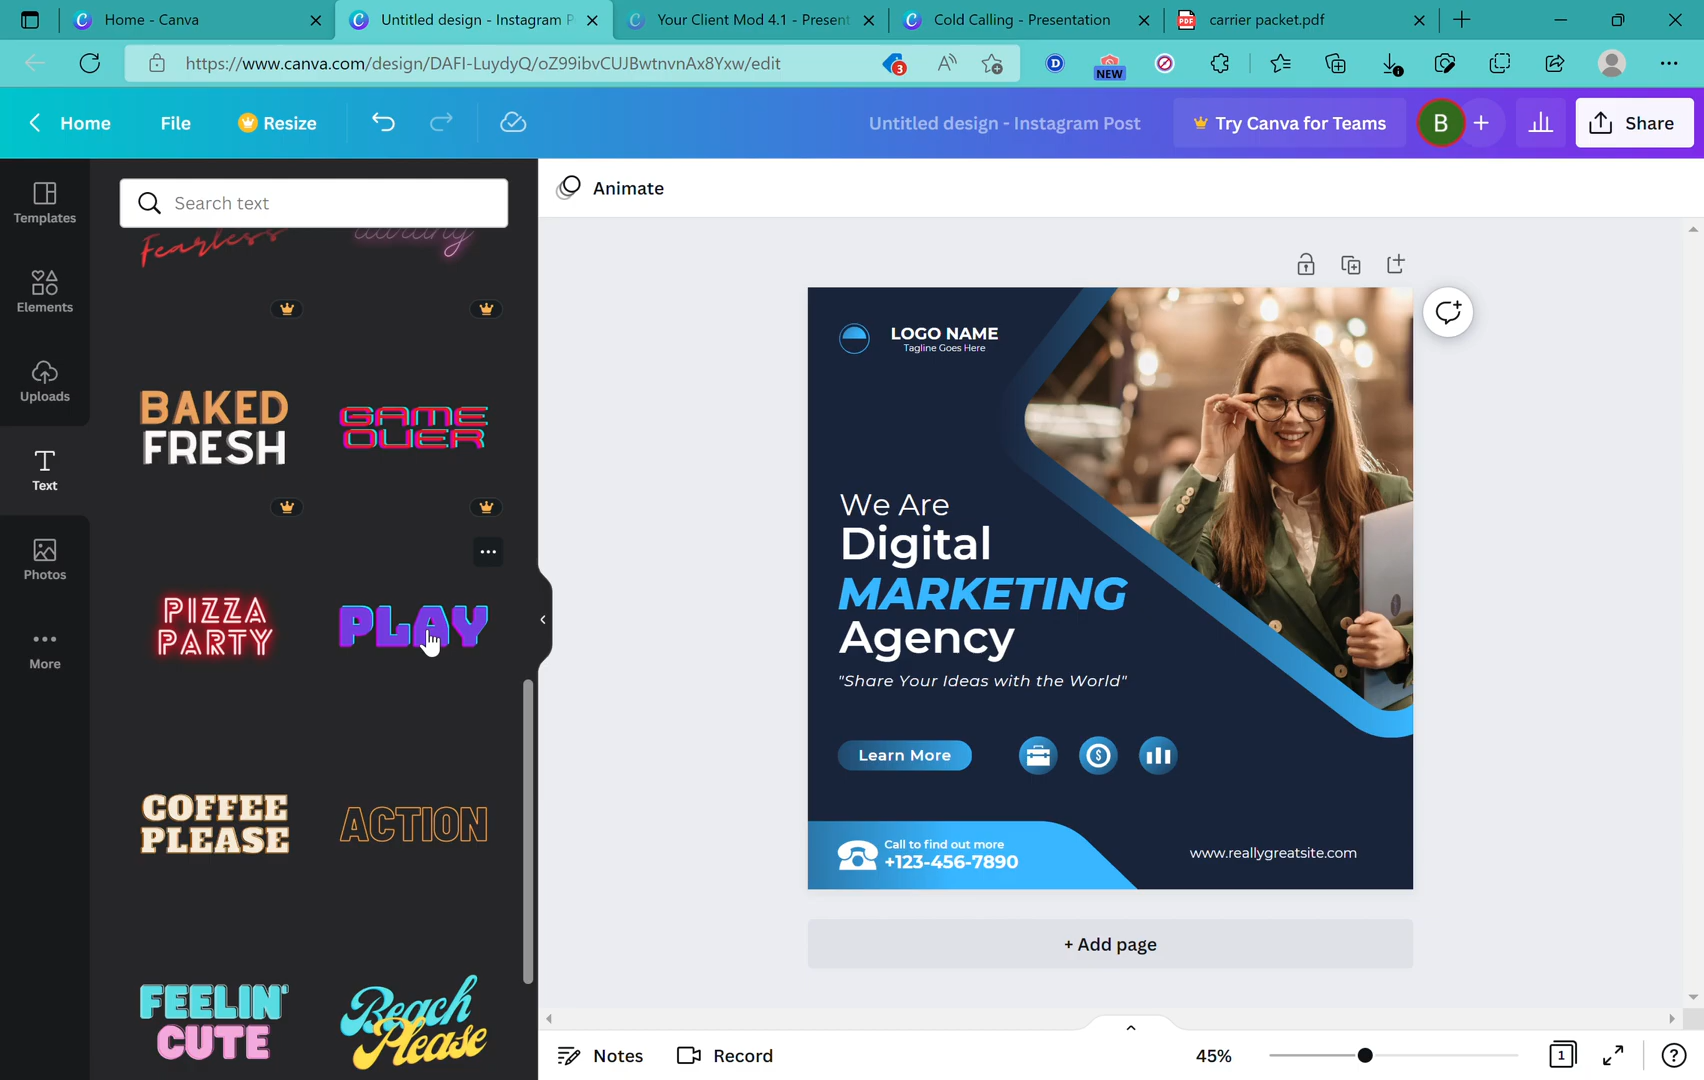 Home - Canva
Untitled design - Instagram P
Your Client Mod 4.1 - Present
Cold Calling - Presentation
PDF
carrier packet.pdf
https://www.canva.com/design/DAFI-LuydyQ/oZ99ibvCUJBwtnvnAx8Yxw/edit
3
A
D
NEW
Home
File
Resize
Untitled design - Instagram Post
Try Canva for Teams
B
Share
Templates
Elements
Uploads
Text
Photos
More
Search text
Fearless
darling
BAKED
FRESH
GAME
OVER
PIZZA
PARTY
PLAY
COFFEE
PLEASE
ACTION
FEELIN'
CUTE
Beach
Please
Animate
LOGO NAME
Tagline Goes Here
We Are
Digital
MARKETING
Agency
"Share Your Ideas with the World"
Learn More
$
Call to find out more
+123-456-7890
www.reallygreatsite.com
+ Add page
Notes
Record
45%
1
?